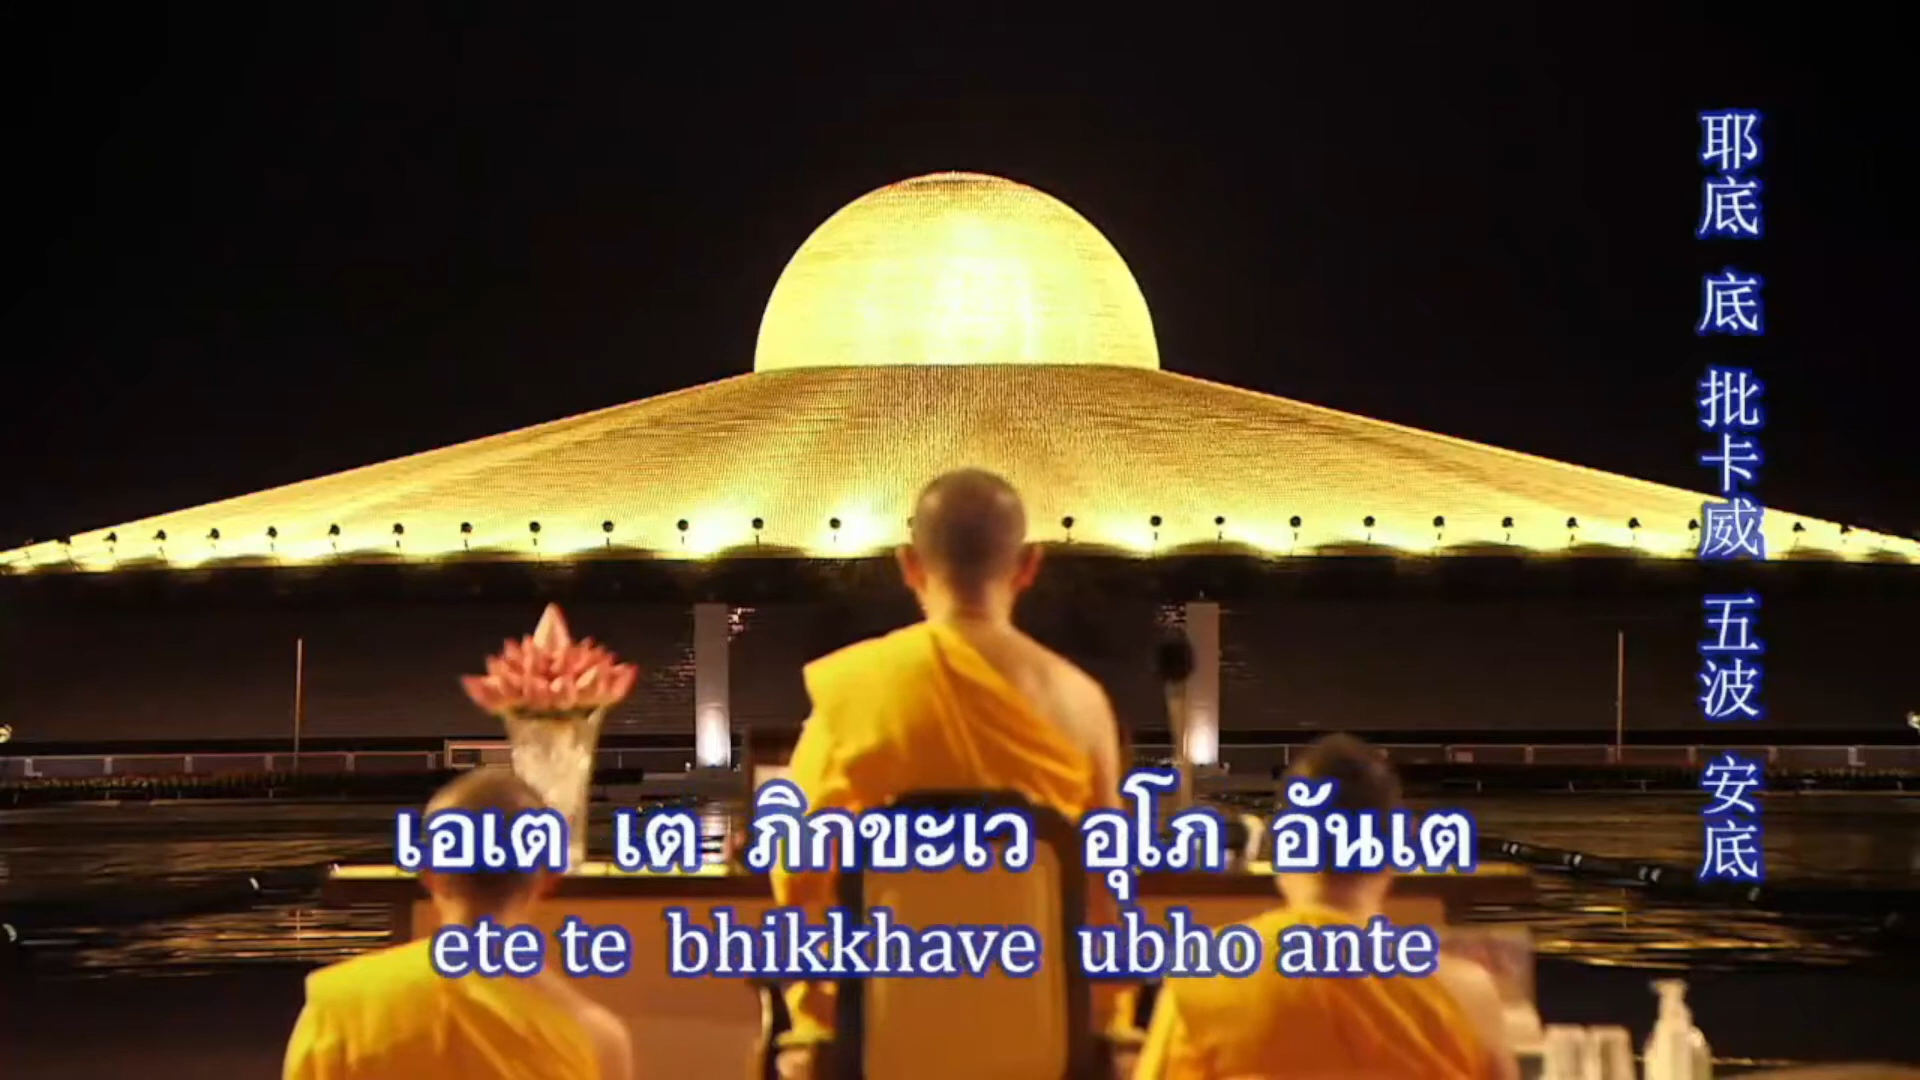 耶底 底 批卡威 五波 安底
เอเต เต ภิกขะเว อุโภ อันเต
ete te bhikkhave ubho ante